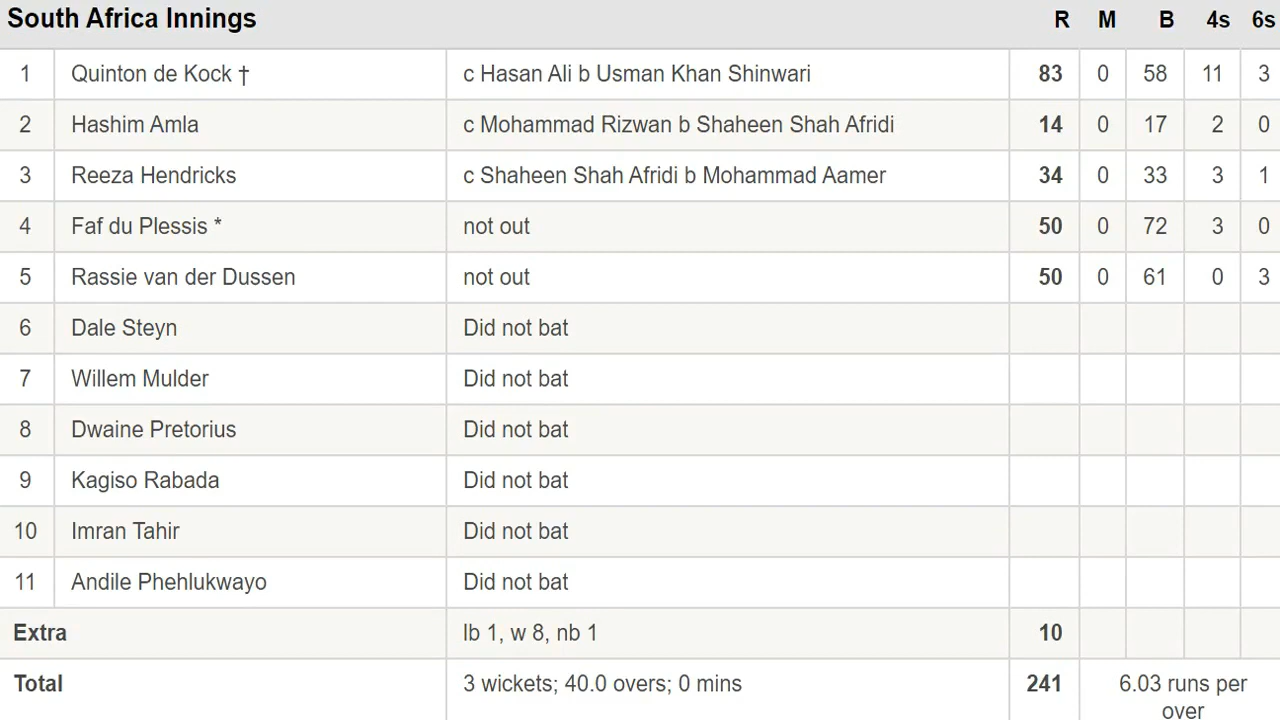 South Africa Innings R M B 4s 6s
1 Quinton de Kock † c Hasan Ali b Usman Khan Shinwari 83 0 58 11 3
2 Hashim Amla c Mohammad Rizwan b Shaheen Shah Afridi 14 0 17 2 0
3 Reeza Hendricks c Shaheen Shah Afridi b Mohammad Aamer 34 0 33 3 1
4 Faf du Plessis * not out 50 0 72 3 0
5 Rassie van der Dussen not out 50 0 61 0 3
6 Dale Steyn Did not bat
7 Willem Mulder Did not bat
8 Dwaine Pretorius Did not bat
9 Kagiso Rabada Did not bat
10 Imran Tahir Did not bat
11 Andile Phehlukwayo Did not bat
Extra lb 1, w 8, nb 1 10
Total 3 wickets; 40.0 overs; 0 mins 241 6.03 runs per
over